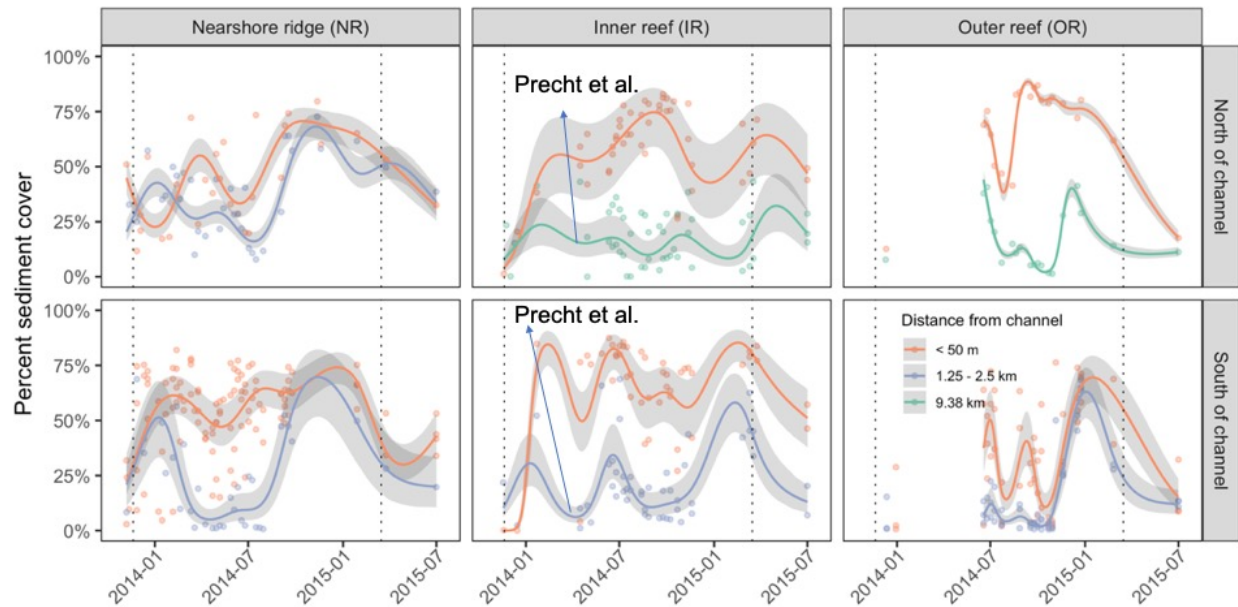 Nearshore ridge (NR)
Inner reef (IR)
Outer reef (OR)
Percent sediment cover
100%
75%
50%
25%
0%
Precht et al.
North of channel
100%
75%
50%
25%
0%
Precht et al.
Distance from channel
< 50 m
1.25 - 2.5 km
9.38 km
South of channel
2014-01
2014-07
2015-01
2015-07
2014-01
2014-07
2015-01
2015-07
2014-01
2014-07
2015-01
2015-07